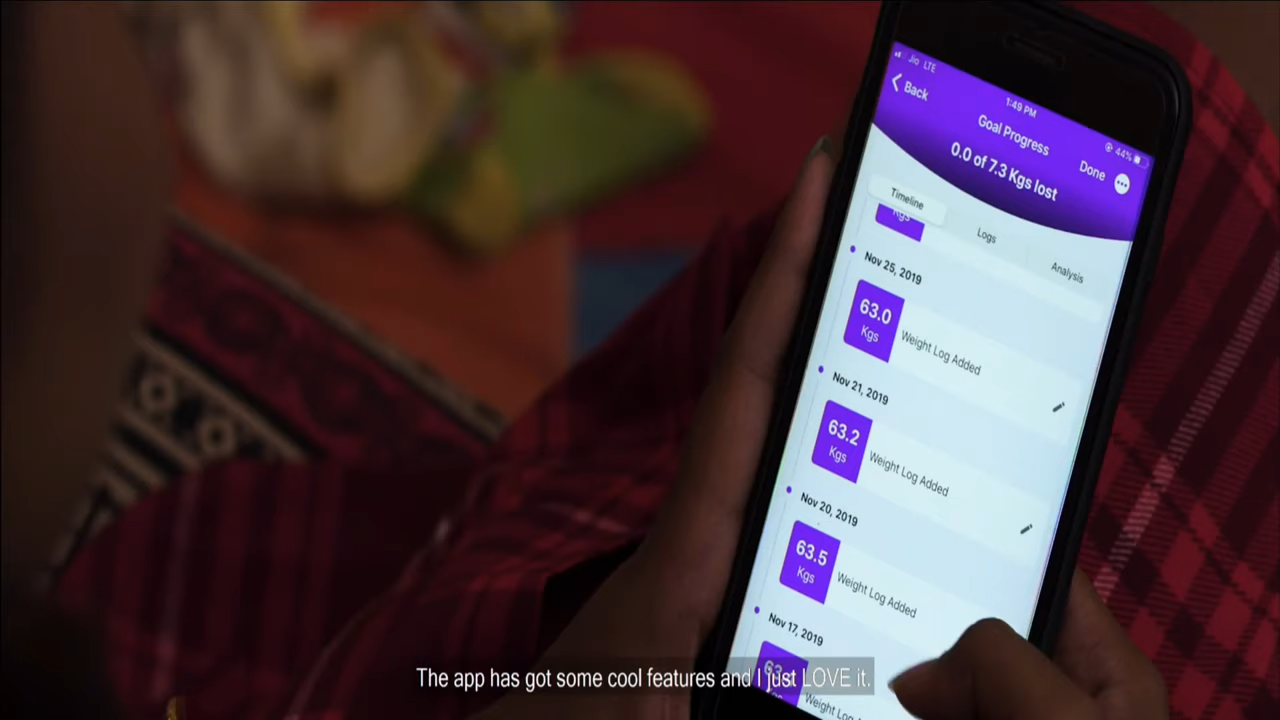 Jio LTE
1:49 PM
44%
Back
Goal Progress
Done
0.0 of 7.3 Kgs lost
Timeline
Logs
Analysis
Kgs
Nov 25, 2019
63.0
Kgs
Weight Log Added
Nov 21, 2019
63.2
Kgs
Weight Log Added
Nov 20, 2019
63.5
Kgs
Weight Log Added
Nov 17, 2019
Weight Log
The app has got some cool features and I just LOVE it.